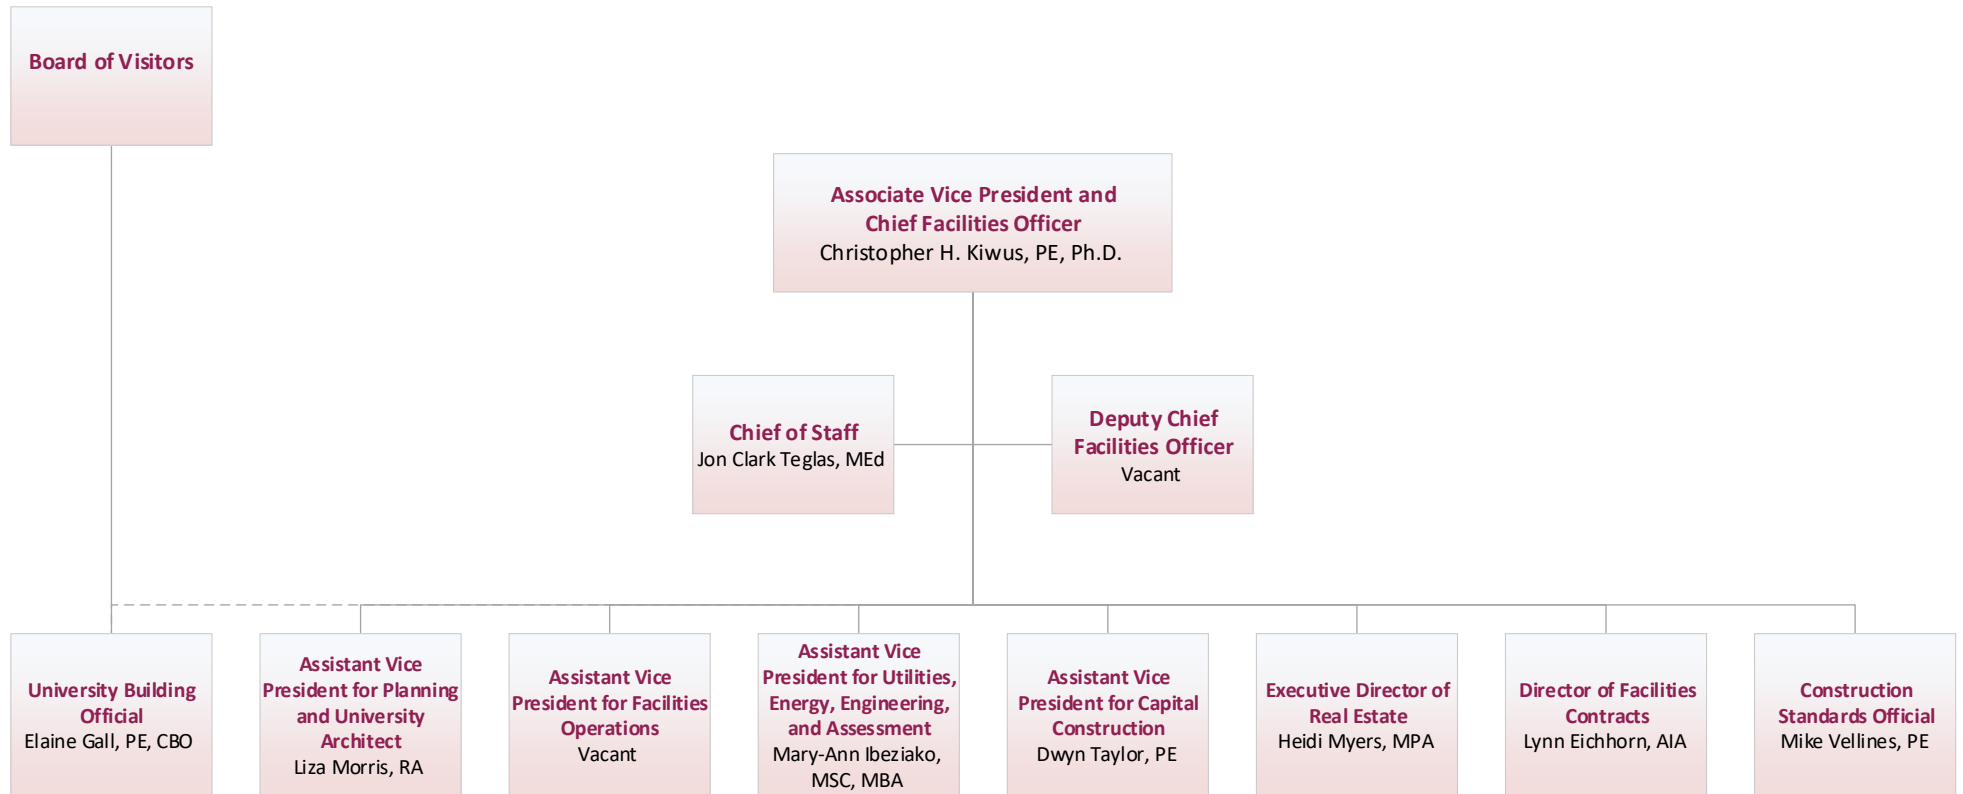 Board of Visitors
Associate Vice President and
Chief Facilities Officer
Christopher H. Kiwus, PE, Ph.D.
Chief of Staff
Jon Clark Teglas, MEd
Deputy Chief
Facilities Officer
Vacant
University Building
Official
Elaine Gall, PE, CBO
Assistant Vice
President for Planning
and University
Architect
Liza Morris, RA
Assistant Vice
President for Facilities
Operations
Vacant
Assistant Vice
President for Utilities,
Energy, Engineering,
and Assessment
Mary-Ann Ibeziako,
MSC, MBA
Assistant Vice
President for Capital
Construction
Dwyn Taylor, PE
Executive Director of
Real Estate
Heidi Myers, MPA
Director of Facilities
Contracts
Lynn Eichhorn, AIA
Construction
Standards Official
Mike Vellines, PE